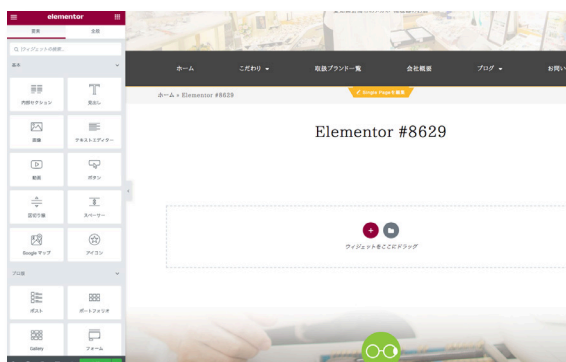 elementor
要素
全般
ウィジェットの検索...
基本
内部セクション
見出し
画像
テキストエディター
動画
ボタン
区切り線
スペーサー
Google マップ
アイコン
プロ版
ポスト
ポートフォリオ
Gallery
フォーム
ホーム
こだわり
取扱ブランド一覧
会社概要
ブログ
お問い
ホーム » Elementor #8629
Single Pageを編集
Elementor #8629
ウィジェットをここにドラッグ